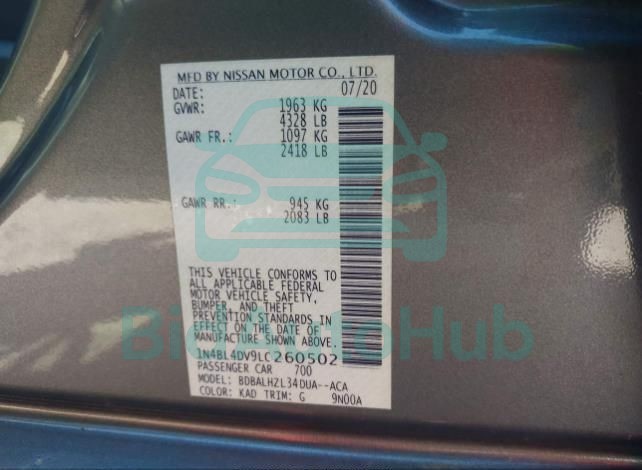 MFD BY NISSAN MOTOR CO., LTD.
DATE: 07/20
GVWR: 1963 KG
4328 LB
GAWR FR.: 1097 KG
2418 LB
GAWR RR.: 945 KG
2083 LB
THIS VEHICLE CONFORMS TO
ALL APPLICABLE FEDERAL
MOTOR VEHICLE SAFETY,
BUMPER, AND THEFT
PREVENTION STANDARDS IN
EFFECT ON THE DATE OF
MANUFACTURE SHOWN ABOVE.
1N4BL4DV9LC260502
PASSENGER CAR 700
MODEL: BDBALHZL34DUA--ACA
COLOR: KAD TRIM: G 9N00A